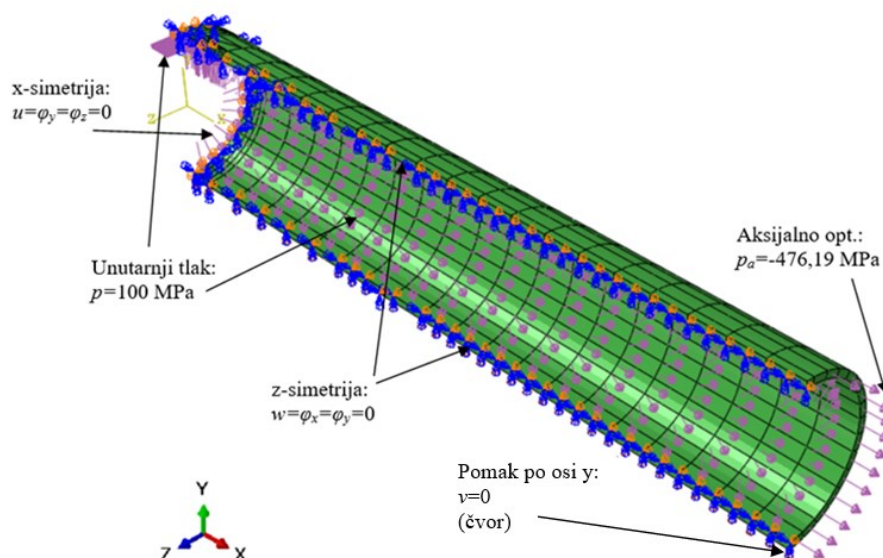 x-simetrija:
u=φy=φz=0
z
x
Unutarnji tlak:
p=100 MPa
Aksijalno opt.:
pa=-476,19 MPa
z-simetrija:
w=φx=φy=0
Pomak po osi y:
v=0
(čvor)
Y
Z
X